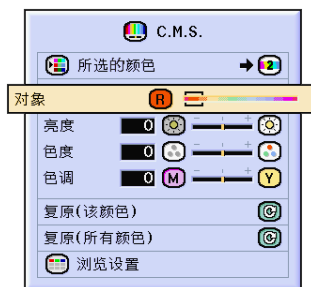 C.M.S.
所选的颜色 2
对象 R
亮度 0 - +
色度 0 - +
色调 0 M - + Y
复原(该颜色)
复原(所有颜色)
浏览设置